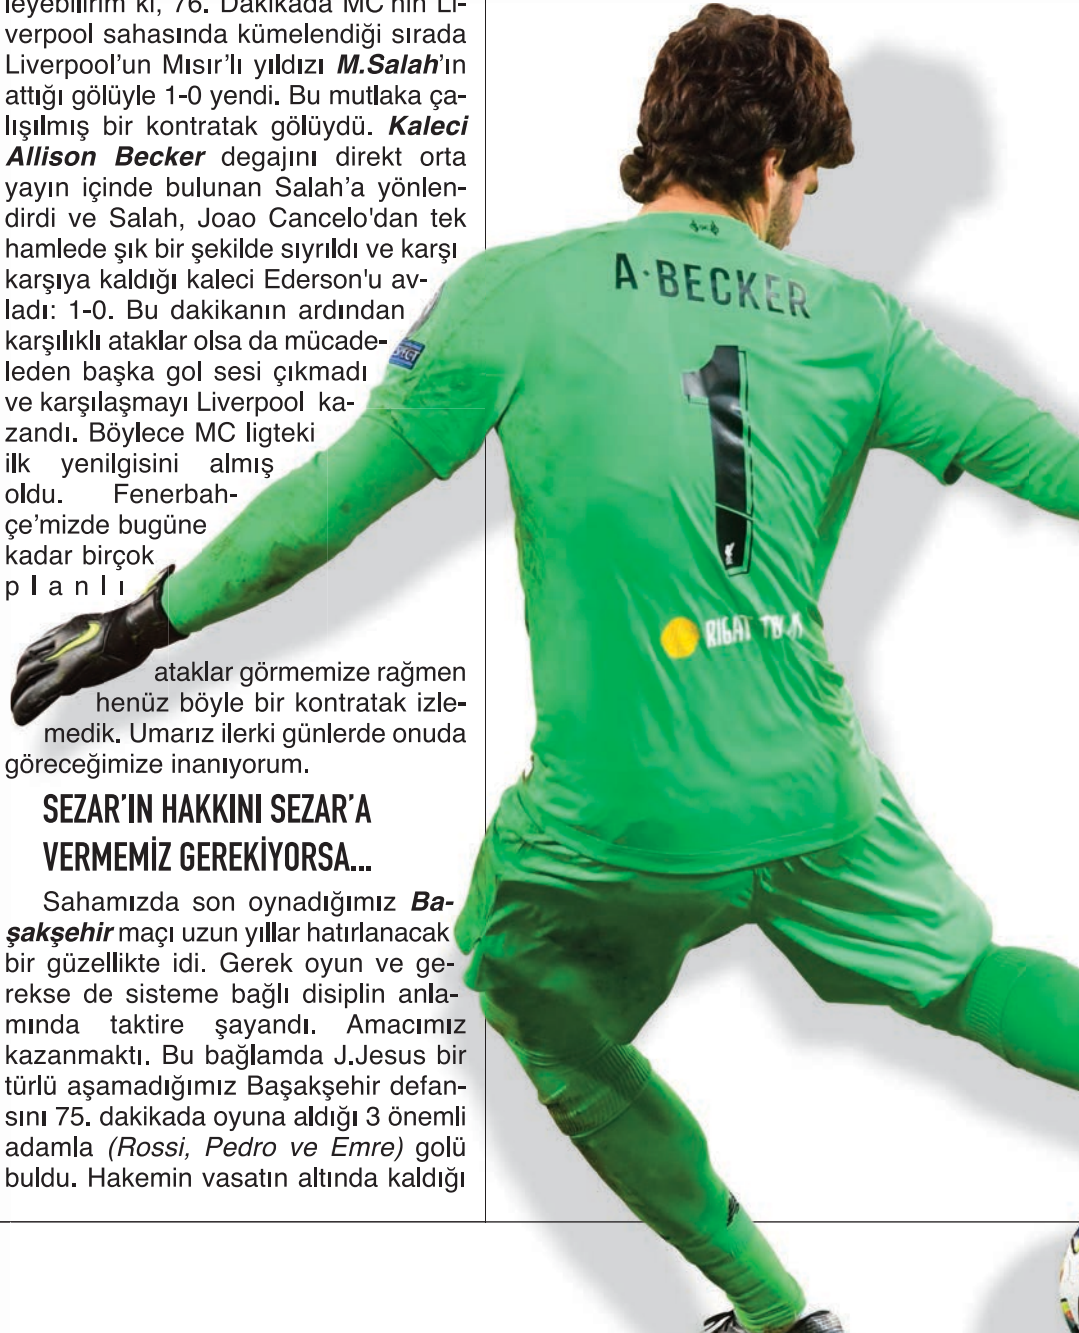 leyebilirim ki, 76. Dakikada MC'nin Li-
verpool sahasında kümelendiği sırada
Liverpool'un Mısır'lı yıldızı M.Salah'ın
attığı gölüyle 1-0 yendi. Bu mutlaka ça-
lışılmış bir kontratak gölüydü. Kaleci
Allison Becker degajını direkt orta
yayın içinde bulunan Salah'a yönlen-
dirdi ve Salah, Joao Cancelo'dan tek
hamlede şık bir şekilde sıyrıldı ve karşı
karşıya kaldığı kaleci Ederson'u av-
ladı: 1-0. Bu dakikanın ardından
karşılıklı ataklar olsa da mücade-
leden başka gol sesi çıkmadı
ve karşılaşmayı Liverpool ka-
zandı. Böylece MC ligteki
ilk yenilgisini almış
oldu. Fenerbah-
çe'mizde bugüne
kadar birçok
planlı
ataklar görmemize rağmen
henüz böyle bir kontratak izle-
medik. Umarız ilerki günlerde onuda
göreceğimize inanıyorum.
SEZAR'IN HAKKINI SEZAR'A
VERMEMİZ GEREKİYORSA...
Sahamızda son oynadığımız Ba-
şakşehir maçı uzun yıllar hatırlanacak
bir güzellikte idi. Gerek oyun ve ge-
rekse de sisteme bağlı disiplin anla-
mında taktire şayandı. Amacımız
kazanmaktı. Bu bağlamda J.Jesus bir
türlü aşamadığımız Başakşehir defan-
sını 75. dakikada oyuna aldığı 3 önemli
adamla (Rossi, Pedro ve Emre) golü
buldu. Hakemin vasatın altında kaldığı
A·BECKER
1